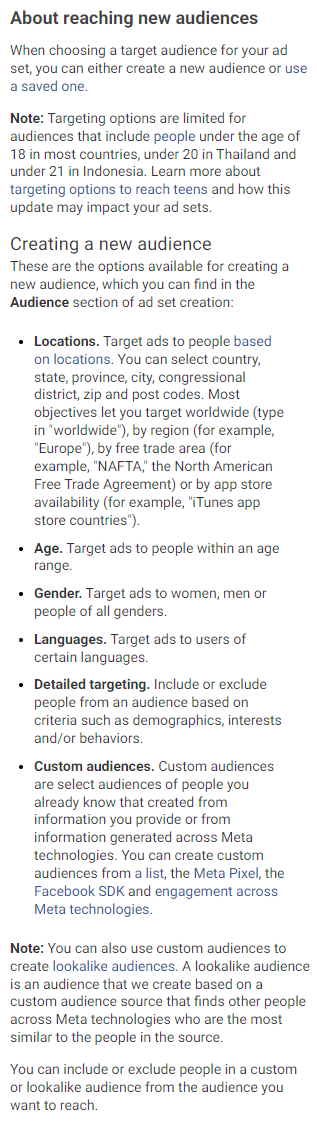 About reaching new audiences
When choosing a target audience for your ad
set, you can either create a new audience or use
a saved one.
Note: Targeting options are limited for
audiences that include people under the age of
18 in most countries, under 20 in Thailand and
under 21 in Indonesia. Learn more about
targeting options to reach teens and how this
update may impact your ad sets.
Creating a new audience
These are the options available for creating a
new audience, which you can find in the
Audience section of ad set creation:
• Locations. Target ads to people based
on locations. You can select country,
state, province, city, congressional
district, zip and post codes. Most
objectives let you target worldwide (type
in "worldwide"), by region (for example,
"Europe"), by free trade area (for
example, "NAFTA," the North American
Free Trade Agreement) or by app store
availability (for example, "iTunes app
store countries").
• Age. Target ads to people within an age
range.
• Gender. Target ads to women, men or
people of all genders.
• Languages. Target ads to users of
certain languages.
• Detailed targeting. Include or exclude
people from an audience based on
criteria such as demographics, interests
and/or behaviors.
• Custom audiences. Custom audiences
are select audiences of people you
already know that created from
information you provide or from
information generated across Meta
technologies. You can create custom
audiences from a list, the Meta Pixel, the
Facebook SDK and engagement across
Meta technologies.
Note: You can also use custom audiences to
create lookalike audiences. A lookalike audience
is an audience that we create based on a
custom audience source that finds other people
across Meta technologies who are the most
similar to the people in the source.
You can include or exclude people in a custom
or lookalike audience from the audience you
want to reach.